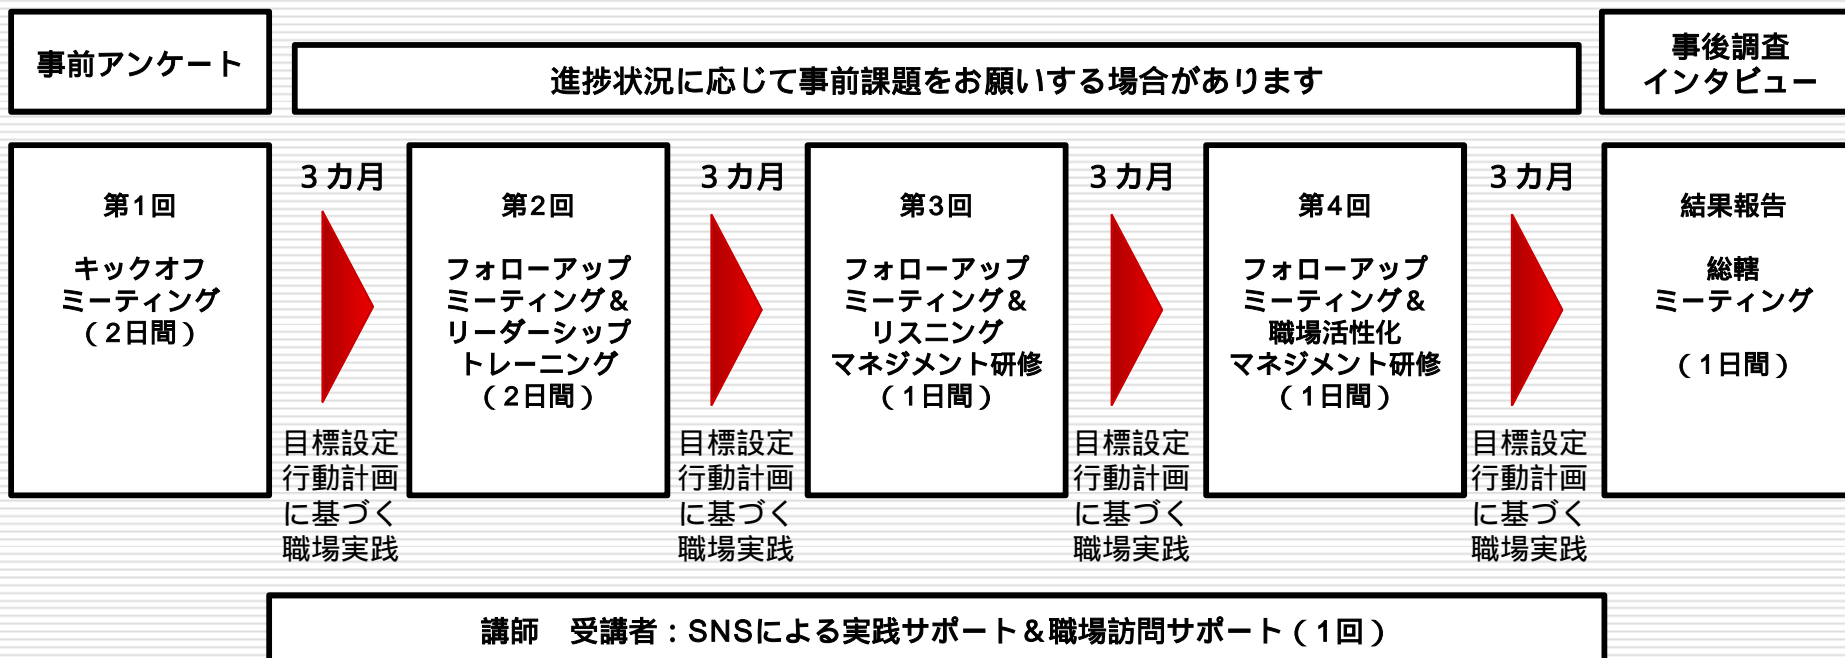 事前アンケート
進捗状況に応じて事前課題をお願いする場合があります
事後調査
インタビュー
第1回
キックオフ
ミーティング
（2日間）
３カ月
目標設定
行動計画
に基づく
職場実践
第2回
フォローアップ
ミーティング＆
リーダーシップ
トレーニング
（2日間）
３カ月
目標設定
行動計画
に基づく
職場実践
第3回
フォローアップ
ミーティング＆
リスニング
マネジメント研修
（1日間）
３カ月
目標設定
行動計画
に基づく
職場実践
第4回
フォローアップ
ミーティング＆
職場活性化
マネジメント研修
（1日間）
３カ月
目標設定
行動計画
に基づく
職場実践
結果報告
総轄
ミーティング
（1日間）
講師　受講者：SNSによる実践サポート＆職場訪問サポート（1回）